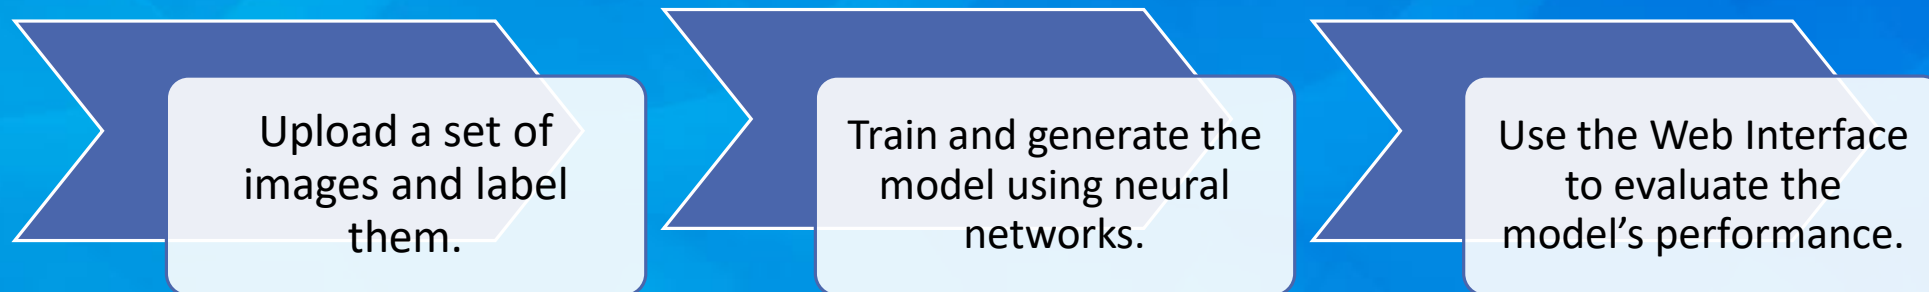 Upload a set of
images and label
them.
Train and generate the
model using neural
networks.
Use the Web Interface
to evaluate the
model’s performance.